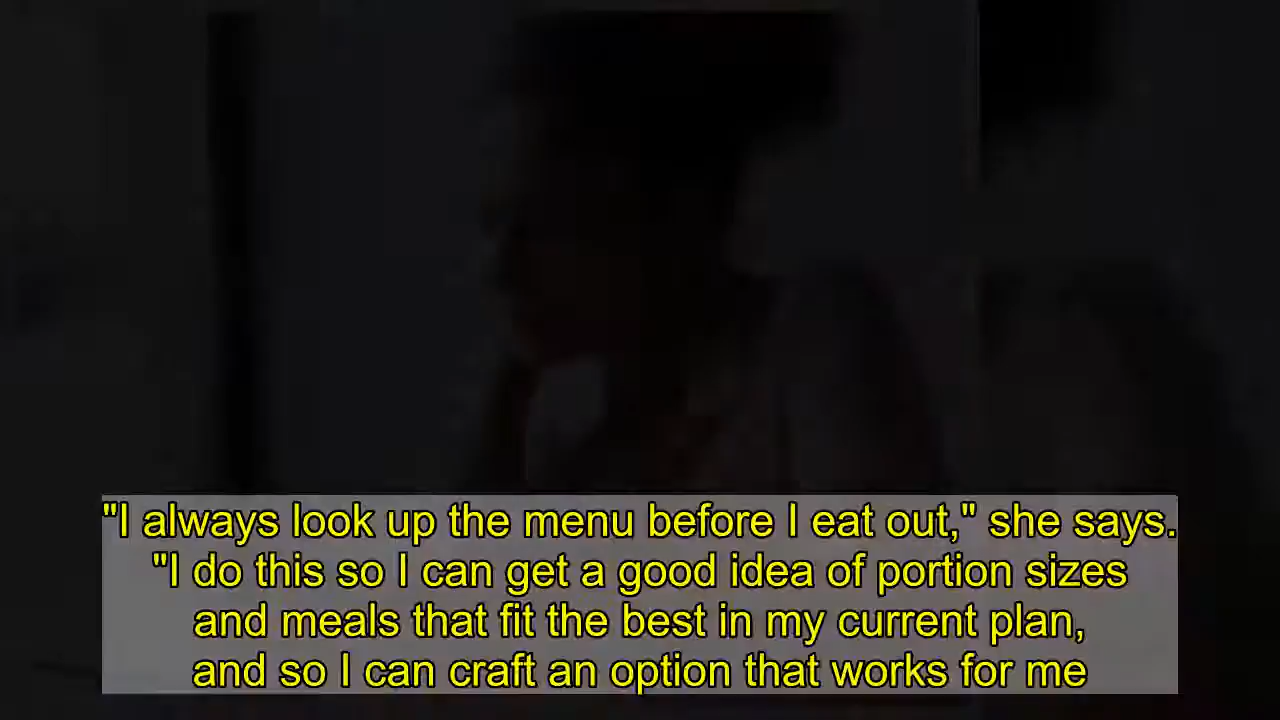 "I always look up the menu before I eat out," she says.
"I do this so I can get a good idea of portion sizes
and meals that fit the best in my current plan,
and so I can craft an option that works for me